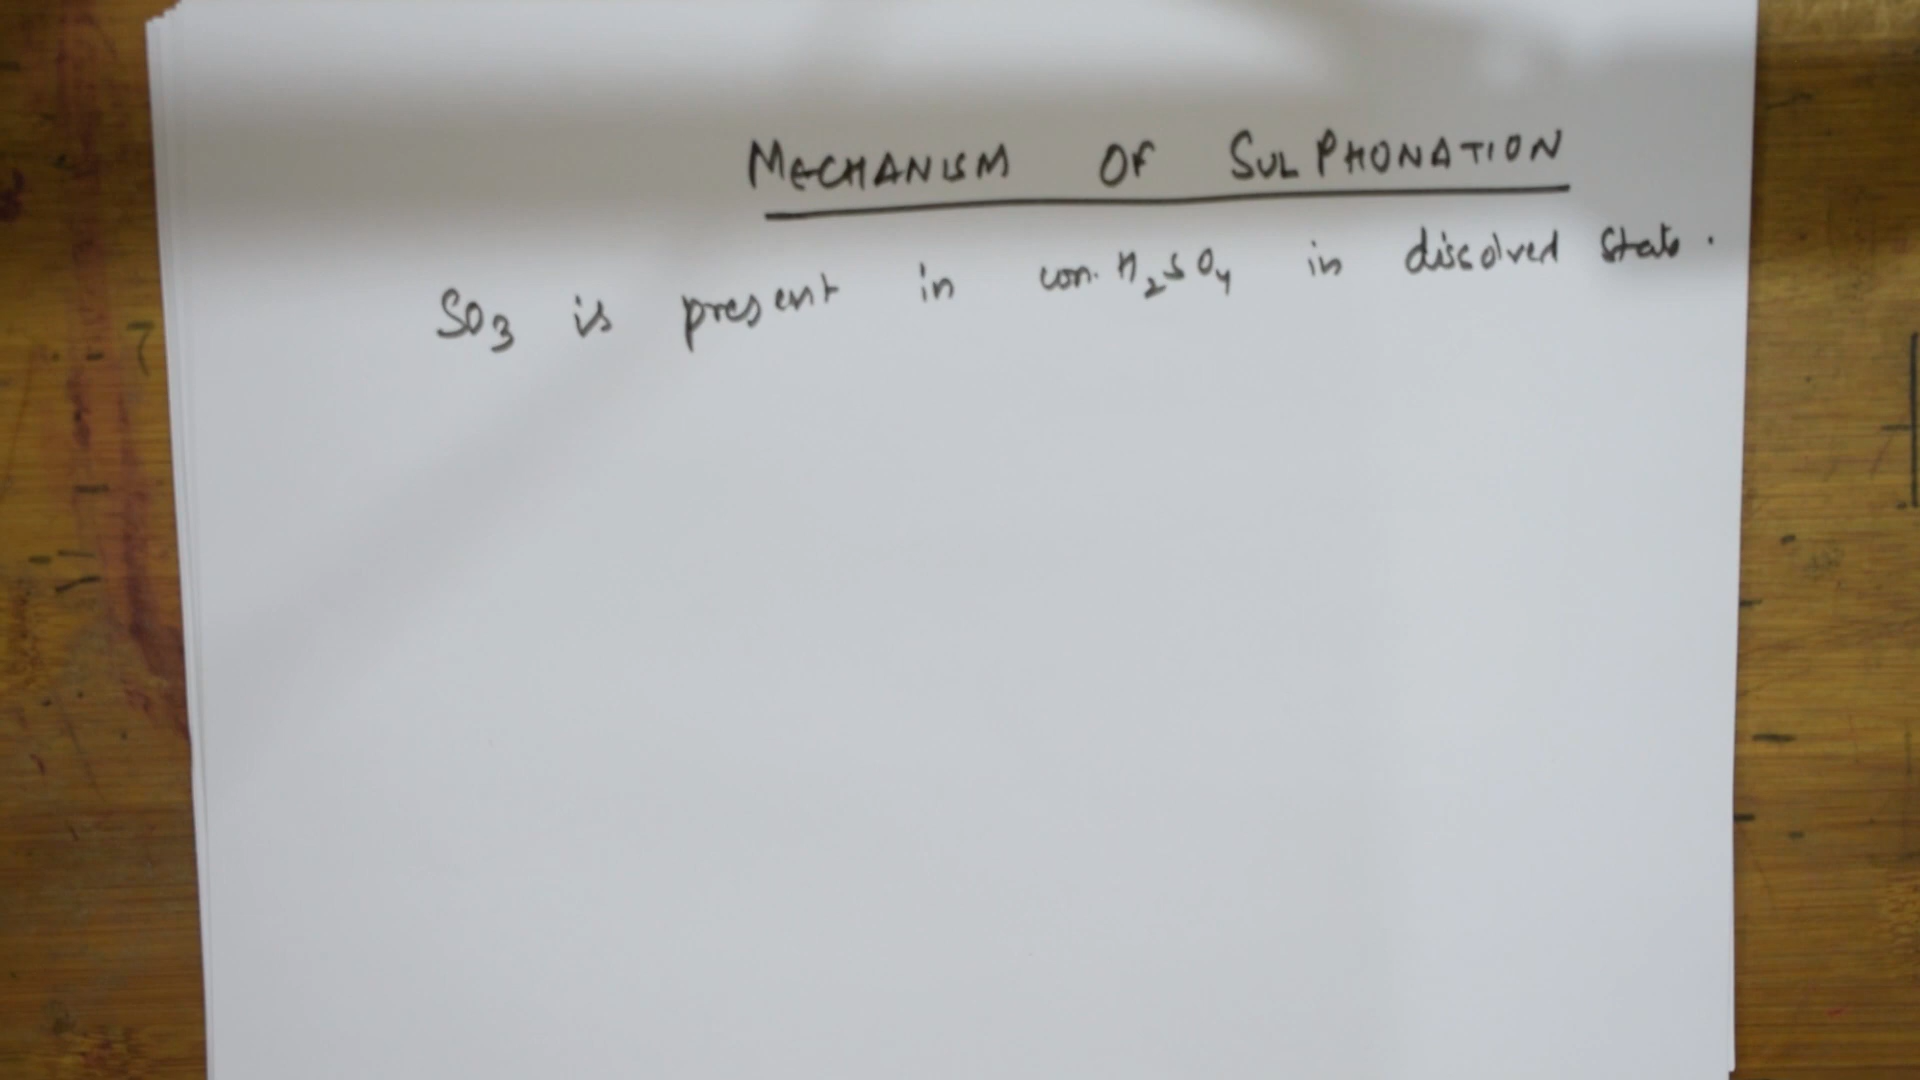 MECHANISM OF SULPHONATION
SO₃ is present in con. H₂SO₄ in discolved state.